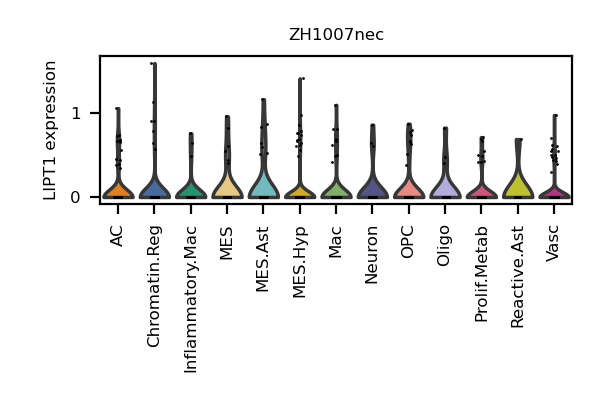 ZH1007nec
LIPT1 expression
1
0
AC
Chromatin.Reg
Inflammatory.Mac
MES
MES.Ast
MES.Hyp
Mac
Neuron
OPC
Oligo
Prolif.Metab
Reactive.Ast
Vasc